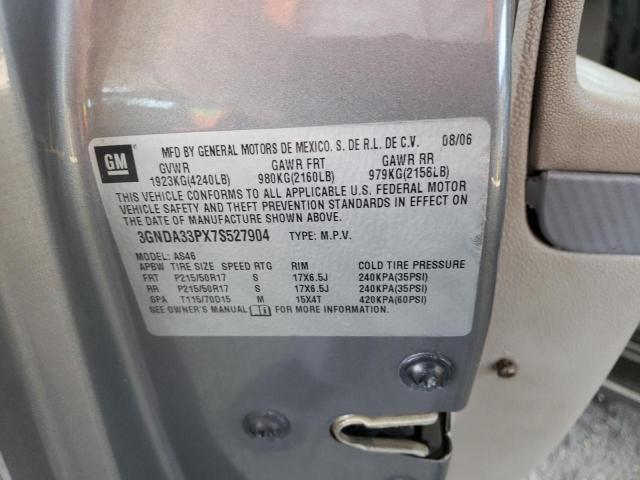 GM
MFD BY GENERAL MOTORS DE MEXICO, S. DE R.L. DE C.V. 08/06
GVWR GAWR FRT GAWR RR
1923KG(4240LB) 980KG(2160LB) 979KG(2156LB)
THIS VEHICLE CONFORMS TO ALL APPLICABLE U.S. FEDERAL MOTOR
VEHICLE SAFETY AND THEFT PREVENTION STANDARDS IN EFFECT ON
THE DATE OF MANUFACTURE SHOWN ABOVE.
3GNDA33PX7S527904 TYPE: M.P.V.
MODEL: AS46
APBW TIRE SIZE SPEED RTG RIM COLD TIRE PRESSURE
FRT P215/50R17 S 17X6.5J 240KPA(35PSI)
RR P215/50R17 S 17X6.5J 240KPA(35PSI)
SPA T115/70D15 M 15X4T 420KPA(60PSI)
SEE OWNER'S MANUAL FOR MORE INFORMATION.